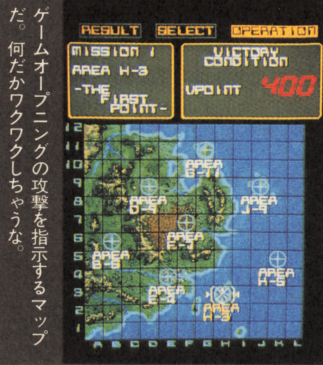 ゲームオープニングの攻撃を指示するマップ
だ。何だかワクワクしちゃうな。
RESULT SELECT OPERATION
MISSION 1
AREA H-3
-THE
FIRST
POINT-
VICTORY
CONDITION
VPOINT 400
12
11
10
9
8
7
6
5
4
3
2
1
AREA
G-11
AREA
D-9
AREA
J-9
AREA
E-7
AREA
B-5
AREA
H-5
AREA
E-4
AREA
H-3
A B C D E F G H I J K L